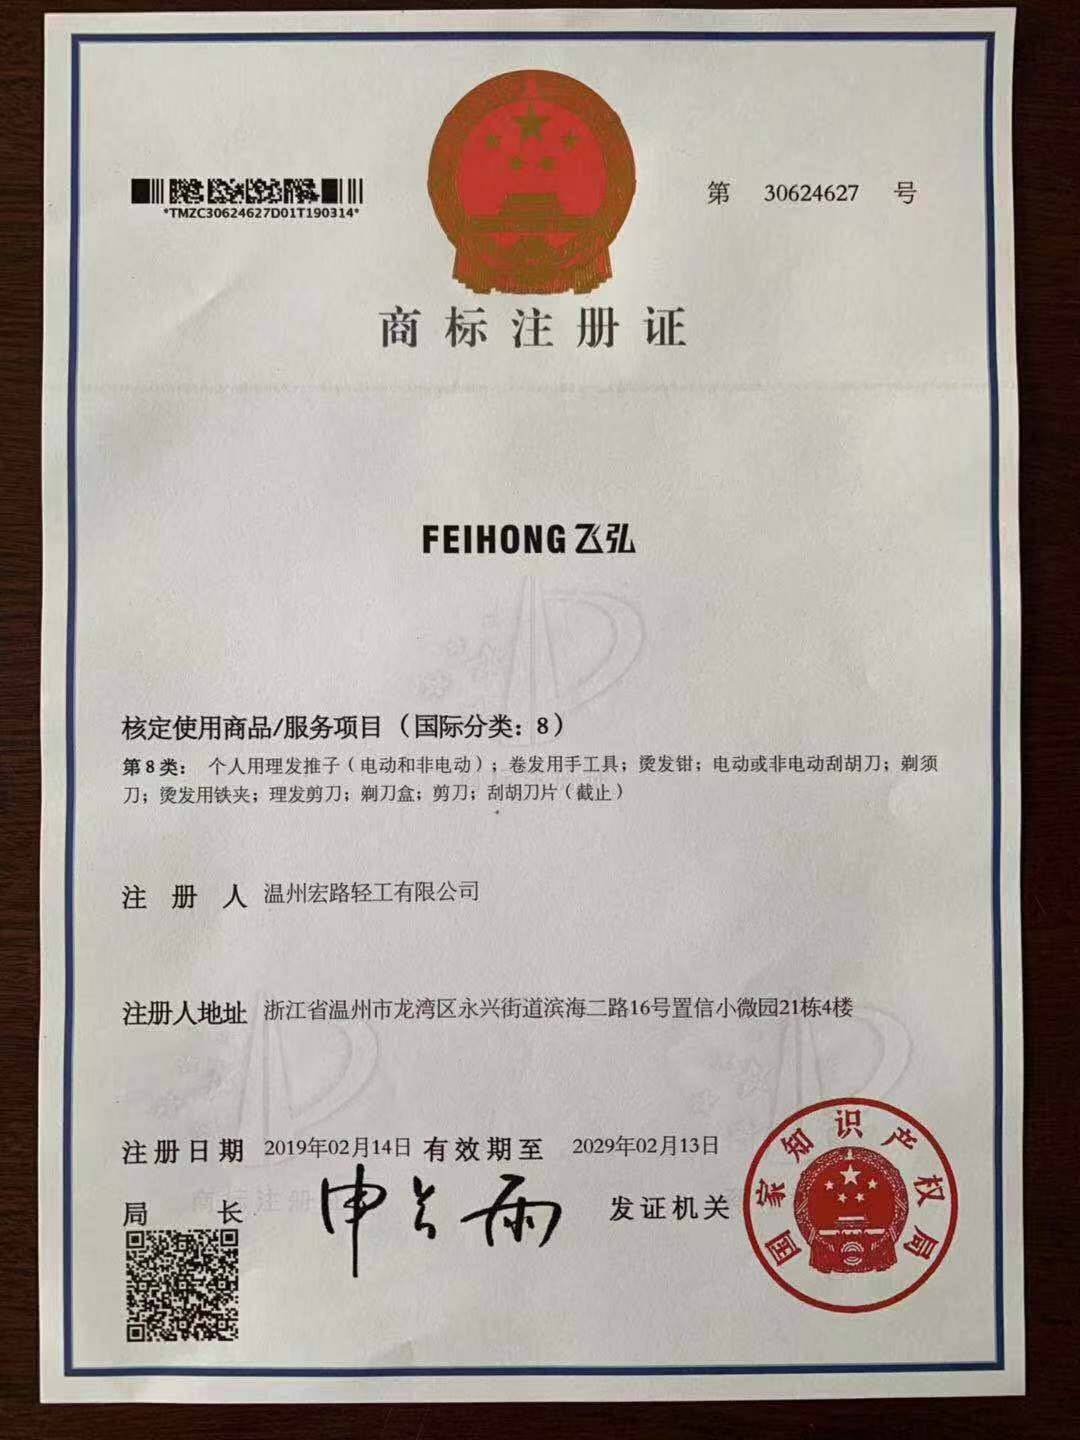 *TMZC30624627D01T190314*
第 30624627 号
商标注册证
FEIHONG 飞弘
核定使用商品/服务项目（国际分类：8）
第8类： 个人用理发推子（电动和非电动）；卷发用手工具；烫发钳；电动或非电动刮胡刀；剃须
刀；烫发用铁夹；理发剪刀；剃刀盒；剪刀；刮胡刀片（截止）
注册人 温州宏路轻工有限公司
注册人地址 浙江省温州市龙湾区永兴街道滨海二路16号置信小微园21栋4楼
注册日期 2019年02月14日 有效期至 2029年02月13日
局长 申长雨 发证机关
国家知识产权局
商标注册